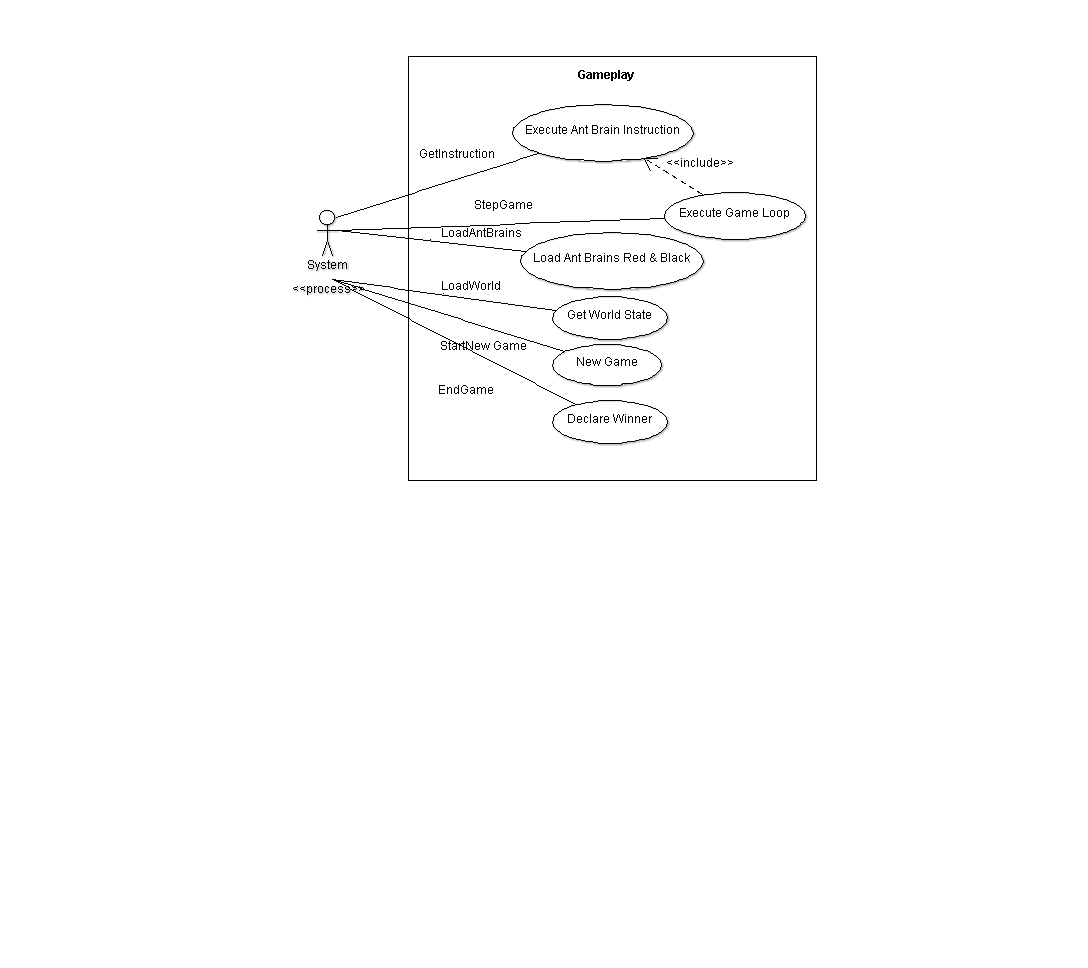 Gameplay
Execute Ant Brain Instruction
GetInstruction
<<include>>
StepGame
Execute Game Loop
LoadAntBrains
Load Ant Brains Red & Black
System
<<process>>
LoadWorld
Get World State
StartNew Game
New Game
EndGame
Declare Winner